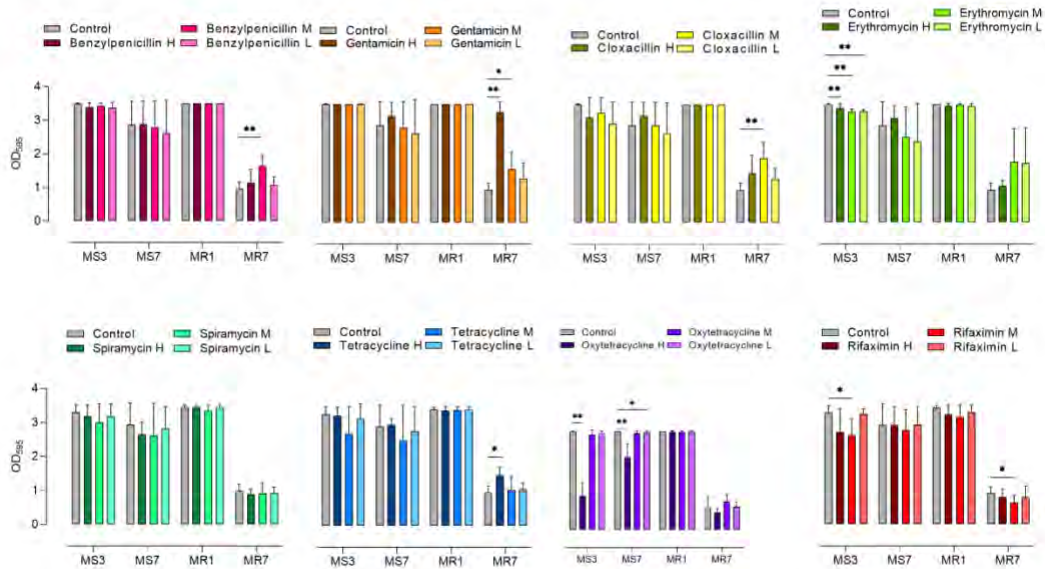 Control Benzylpenicillin M
Benzylpenicillin H Benzylpenicillin L
Control Gentamicin M
Gentamicin H Gentamicin L
Control Cloxacillin M
Cloxacillin H Cloxacillin L
Control Erythromycin M
Erythromycin H Erythromycin L
OD595
4
3
2
1
0
**
* 
**
**
**
**
**
MS3 MS7 MR1 MR7
MS3 MS7 MR1 MR7
MS3 MS7 MR1 MR7
MS3 MS7 MR1 MR7
Control Spiramycin M
Spiramycin H Spiramycin L
Control Tetracycline M
Tetracycline H Tetracycline L
Control Oxytetracycline M
Oxytetracycline H Oxytetracycline L
Control Rifaximin M
Rifaximin H Rifaximin L
OD595
4
3
2
1
0
*
**
*
**
*
*
MS3 MS7 MR1 MR7
MS3 MS7 MR1 MR7
MS3 MS7 MR1 MR7
MS3 MS7 MR1 MR7